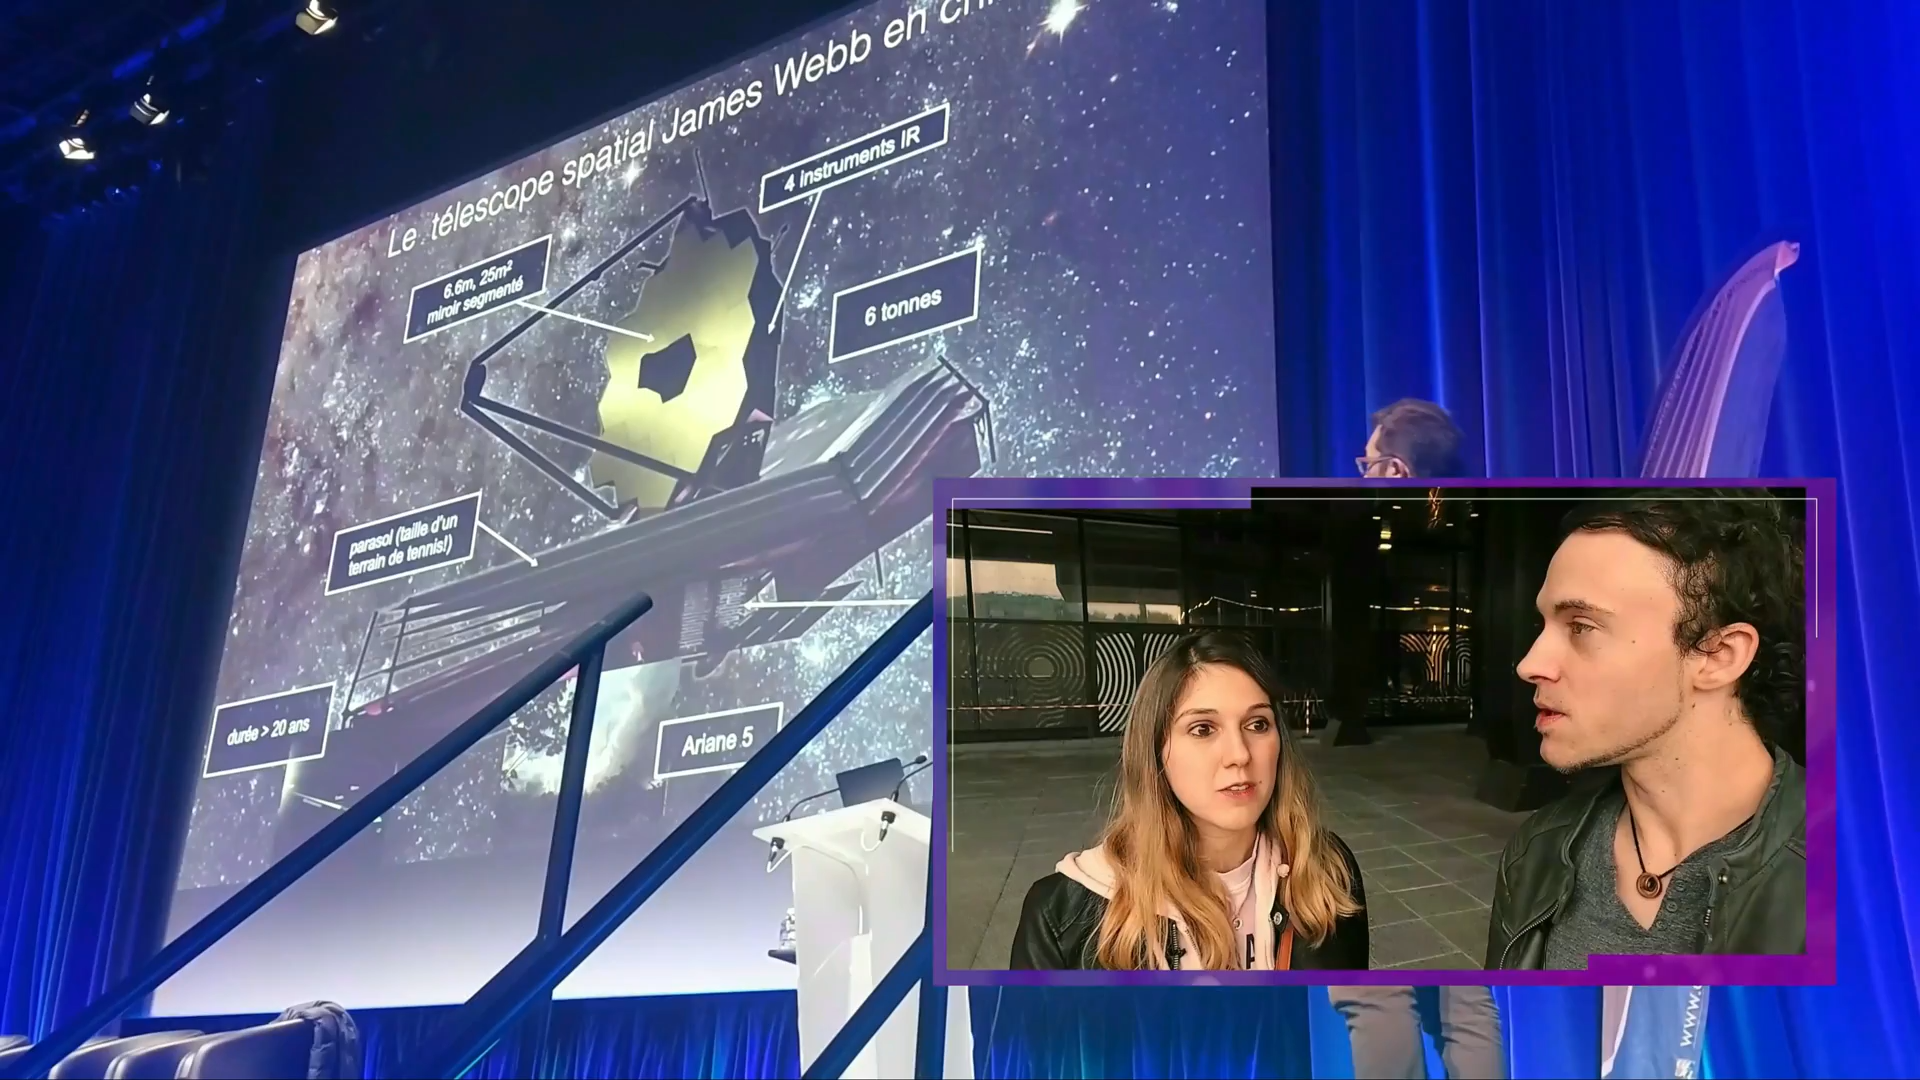 Le télescope spatial James Webb en
4 instruments IR
6.6m, 25m²
miroir segmenté
6 tonnes
parasol (taille d'un
terrain de tennis!)
durée > 20 ans
Ariane 5
www.